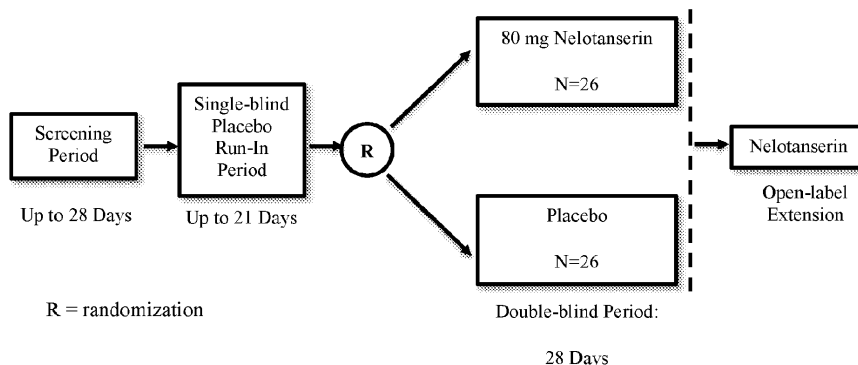 Screening
Period
Up to 28 Days
Single-blind
Placebo
Run-In
Period
Up to 21 Days
R
80 mg Nelotanserin
N=26
Placebo
N=26
Double-blind Period:
28 Days
Nelotanserin
Open-label
Extension
R = randomization